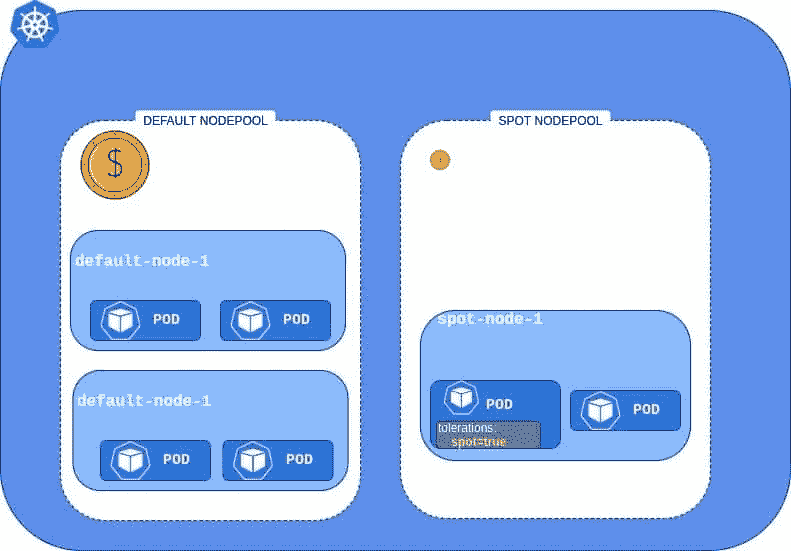 DEFAULT NODEPOOL
$
default-node-1
POD
POD
default-node-1
POD
POD
SPOT NODEPOOL
spot-node-1
POD
tolerations:
spot=true
POD